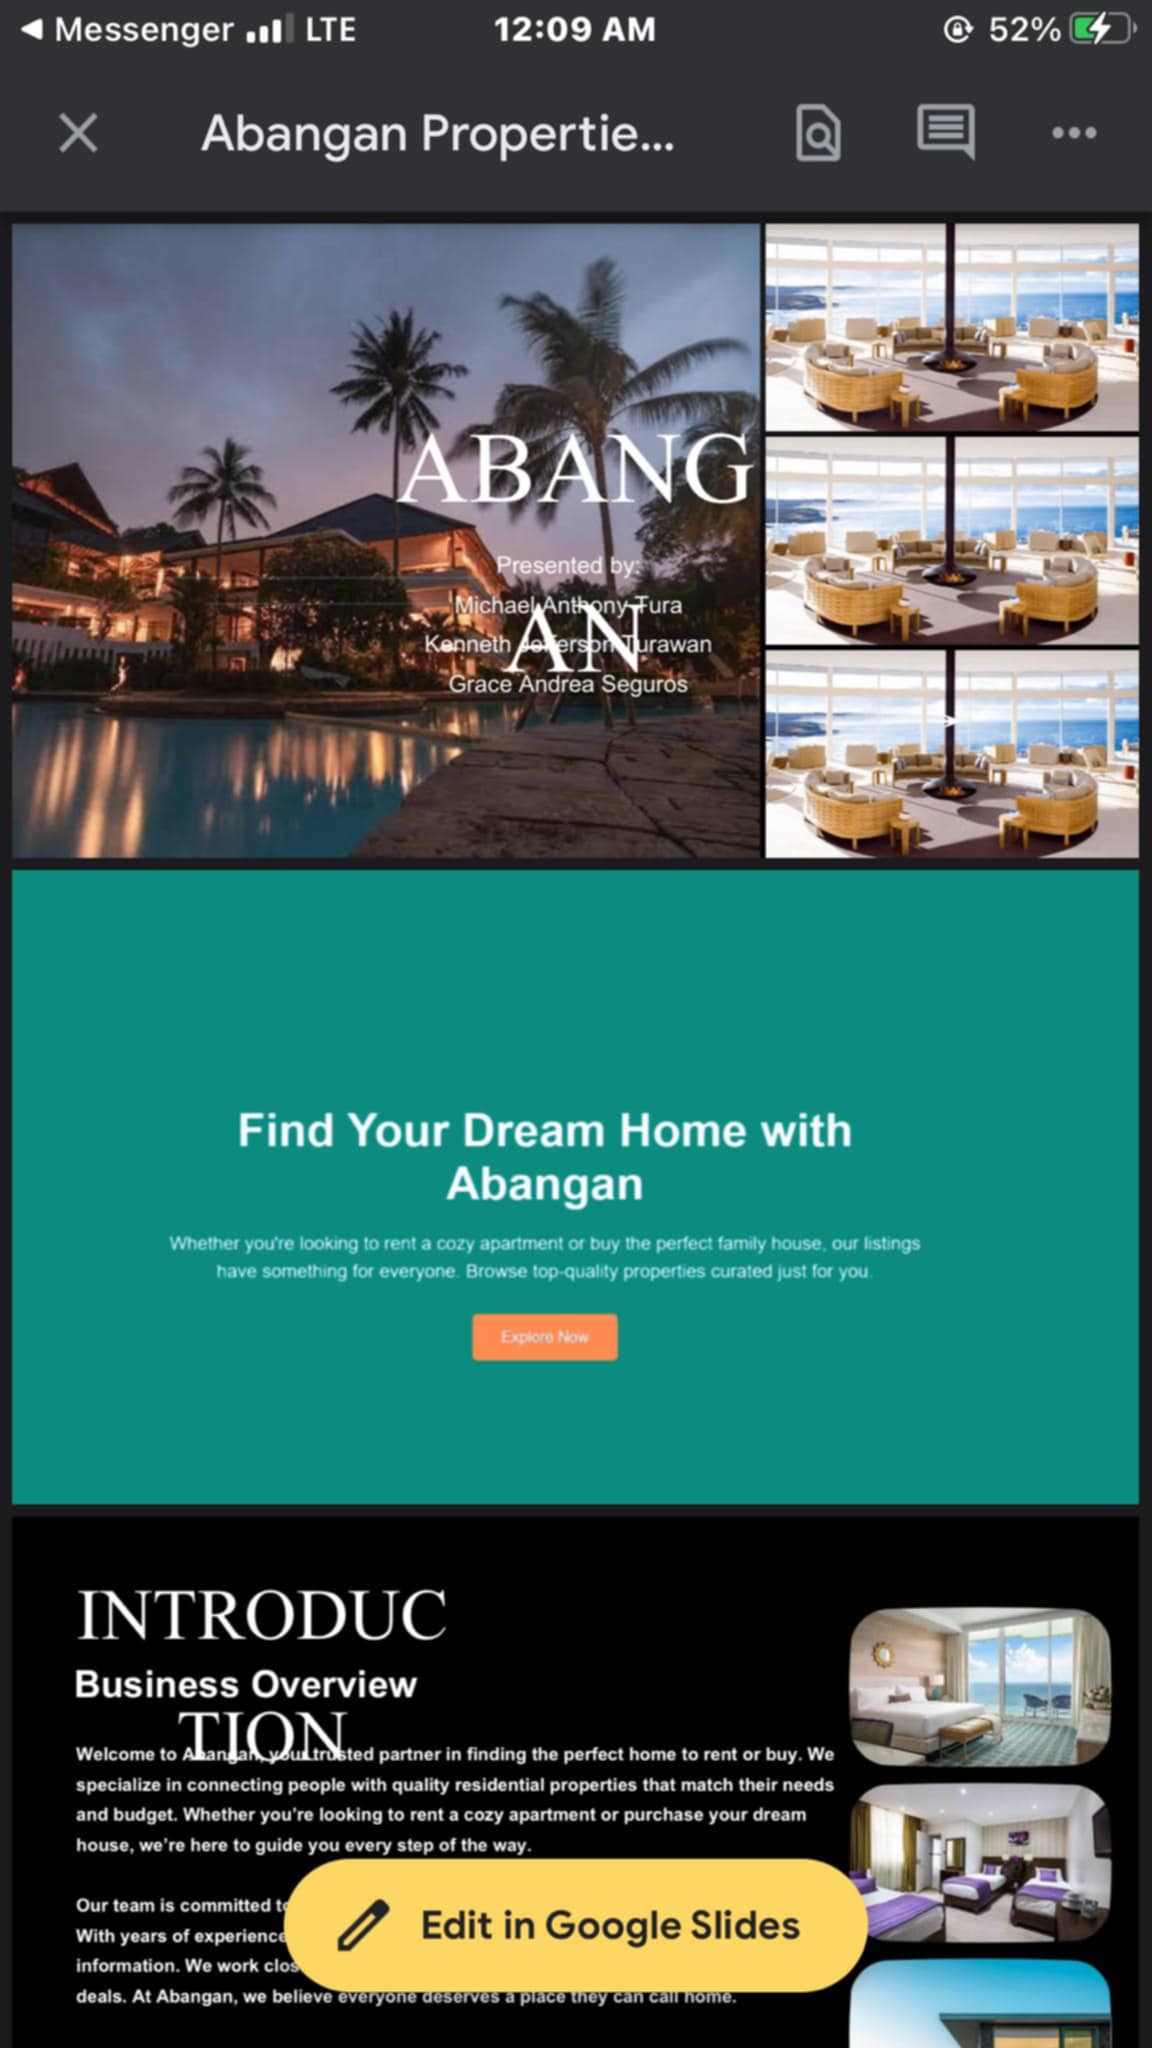 Messenger LTE 12:09 AM 52%
Abangan Propertie...
ABANG
AN
Presented by:
Michael Anthony Tura
Kenneth Jefferson Turawan
Grace Andrea Seguros
Find Your Dream Home with
Abangan
Whether you're looking to rent a cozy apartment or buy the perfect family house, our listings
have something for everyone. Browse top-quality properties curated just for you.
Explore Now
INTRODUC
TION
Business Overview
Welcome to Abangan, your trusted partner in finding the perfect home to rent or buy. We
specialize in connecting people with quality residential properties that match their needs
and budget. Whether you're looking to rent a cozy apartment or purchase your dream
house, we're here to guide you every step of the way.
Our team is committed
With years of experience
information. We work
deals. At Abangan, we believe everyone deserves a place they can call home.
Edit in Google Slides